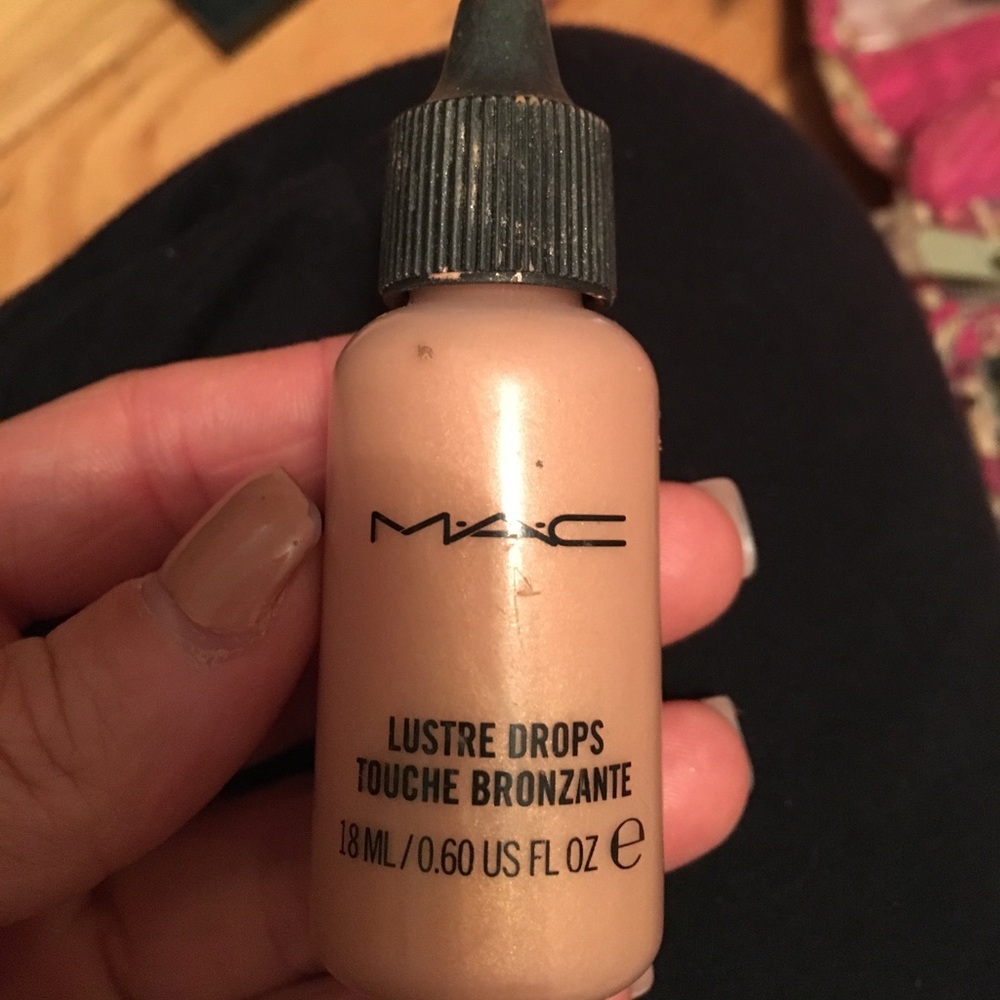 M·A·C
LUSTRE DROPS
TOUCHE BRONZANTE
18 ML / 0.60 US FL OZ e